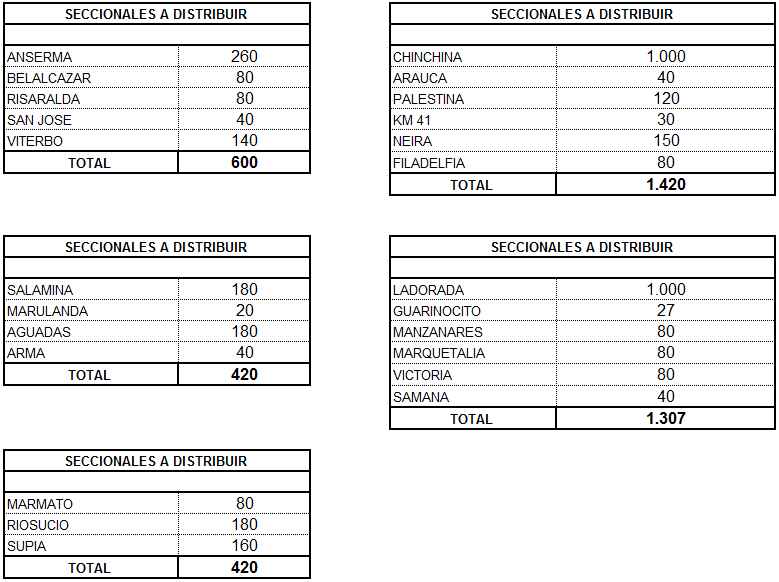 SECCIONALES A DISTRIBUIR
ANSERMA 260
BELALCAZAR 80
RISARALDA 80
SAN JOSE 40
VITERBO 140
TOTAL 600
SECCIONALES A DISTRIBUIR
CHINCHINA 1.000
ARAUCA 40
PALESTINA 120
KM 41 30
NEIRA 150
FILADELFIA 80
TOTAL 1.420
SECCIONALES A DISTRIBUIR
SALAMINA 180
MARULANDA 20
AGUADAS 180
ARMA 40
TOTAL 420
SECCIONALES A DISTRIBUIR
LADORADA 1.000
GUARINOCITO 27
MANZANARES 80
MARQUETALIA 80
VICTORIA 80
SAMANA 40
TOTAL 1.307
SECCIONALES A DISTRIBUIR
MARMATO 80
RIOSUCIO 180
SUPIA 160
TOTAL 420